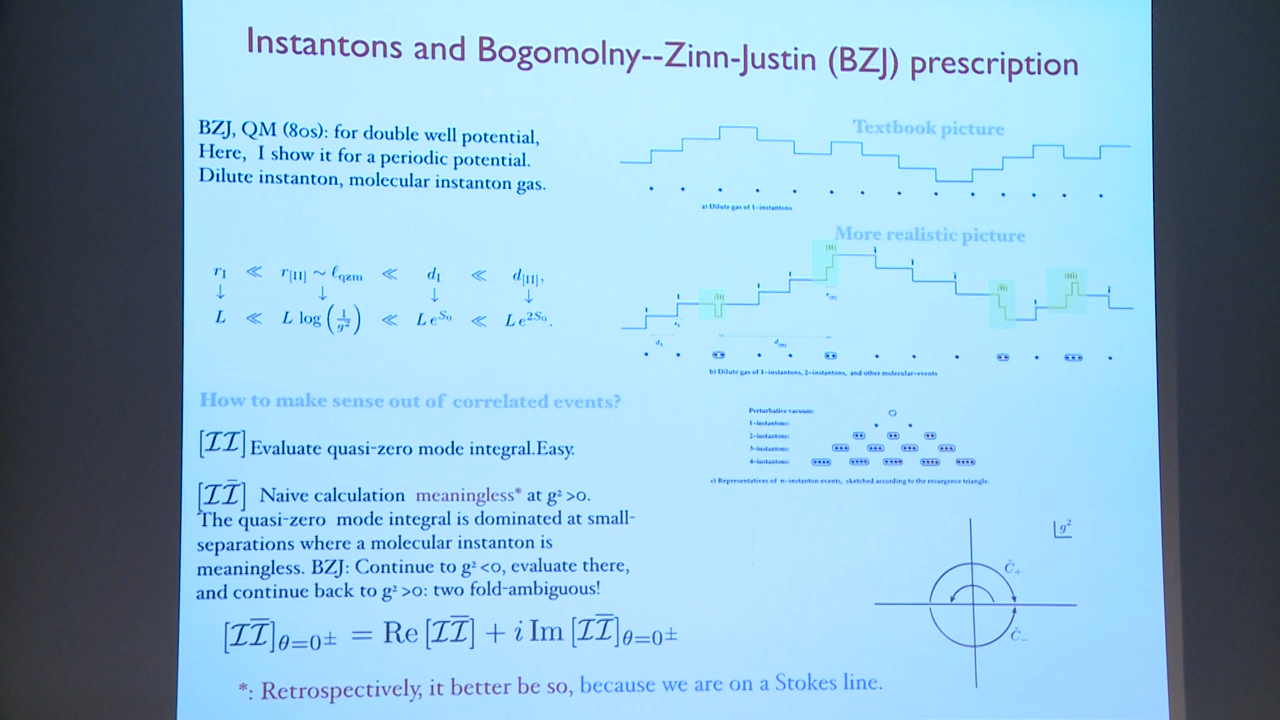 Instantons and Bogomolny--Zinn-Justin (BZJ) prescription
BZJ, QM (80s): for double well potential,
Here, I show it for a periodic potential.
Dilute instanton, molecular instanton gas.
Textbook picture
a) Dilute gas of 1-instantons
More realistic picture
r_I ≪ r_{[II]} ∼ ℓ_{qzm} ≪ d_I ≪ d_{[II]},
↓ ↓ ↓ ↓
L ≪ L log(1/g²) ≪ L e^{S₀} ≪ L e^{2S₀}.
b) Dilute gas of 1-instantons, 2-instantons, and other molecular-events
How to make sense out of correlated events?
[II] Evaluate quasi-zero mode integral.Easy.
Perturbative vacuum:
1-instantons:
2-instantons:
3-instantons:
4-instantons:
c) Representatives of n-instanton events, sketched according to the resurgence triangle.
[IĪ] Naive calculation meaningless* at g² >0.
The quasi-zero mode integral is dominated at small-
separations where a molecular instanton is
meaningless. BZJ: Continue to g² <0, evaluate there,
and continue back to g² >0: two fold-ambiguous!
g²
C̃₊
C̃₋
[IĪ]_{θ=0±} = Re [IĪ] + i Im [IĪ]_{θ=0±}
*: Retrospectively, it better be so, because we are on a Stokes line.